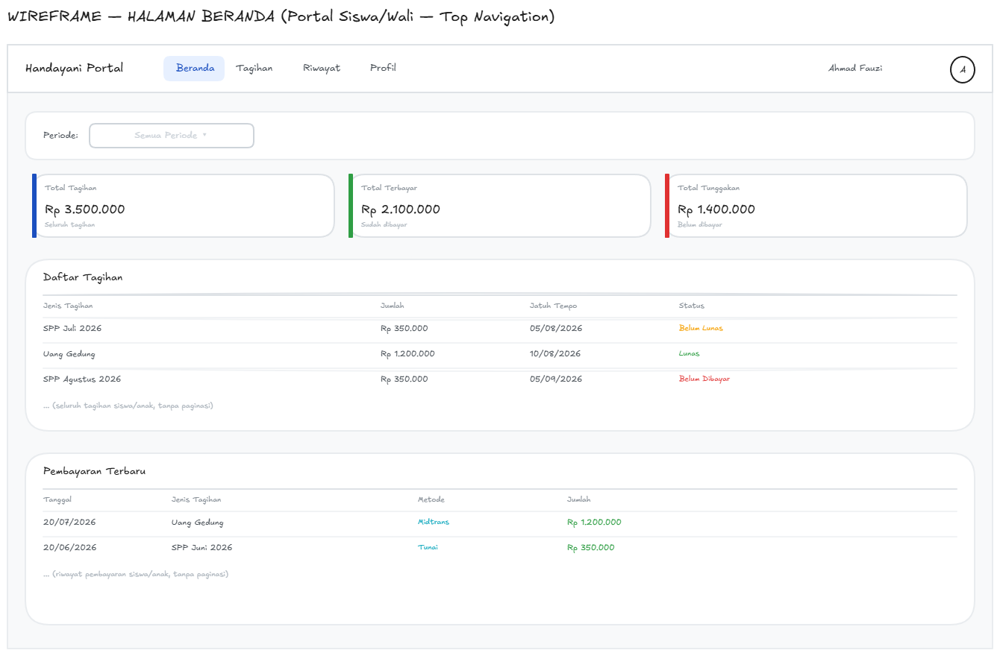 WIREFRAME — HALAMAN BERANDA (Portal Siswa/Wali — Top Navigation)
Handayani Portal Beranda Tagihan Riwayat Profil Ahmad Fauzi A
Periode: Semua Periode ▾
Total Tagihan
Rp 3.500.000
Seluruh tagihan
Total Terbayar
Rp 2.100.000
Sudah dibayar
Total Tunggakan
Rp 1.400.000
Belum dibayar
Daftar Tagihan
Jenis Tagihan Jumlah Jatuh Tempo Status
SPP Juli 2026 Rp 350.000 05/08/2026 Belum Lunas
Uang Gedung Rp 1.200.000 10/08/2026 Lunas
SPP Agustus 2026 Rp 350.000 05/09/2026 Belum Dibayar
... (seluruh tagihan siswa/anak, tanpa paginasi)
Pembayaran Terbaru
Tanggal Jenis Tagihan Metode Jumlah
20/07/2026 Uang Gedung Midtrans Rp 1.200.000
20/06/2026 SPP Juni 2026 Tunai Rp 350.000
... (riwayat pembayaran siswa/anak, tanpa paginasi)